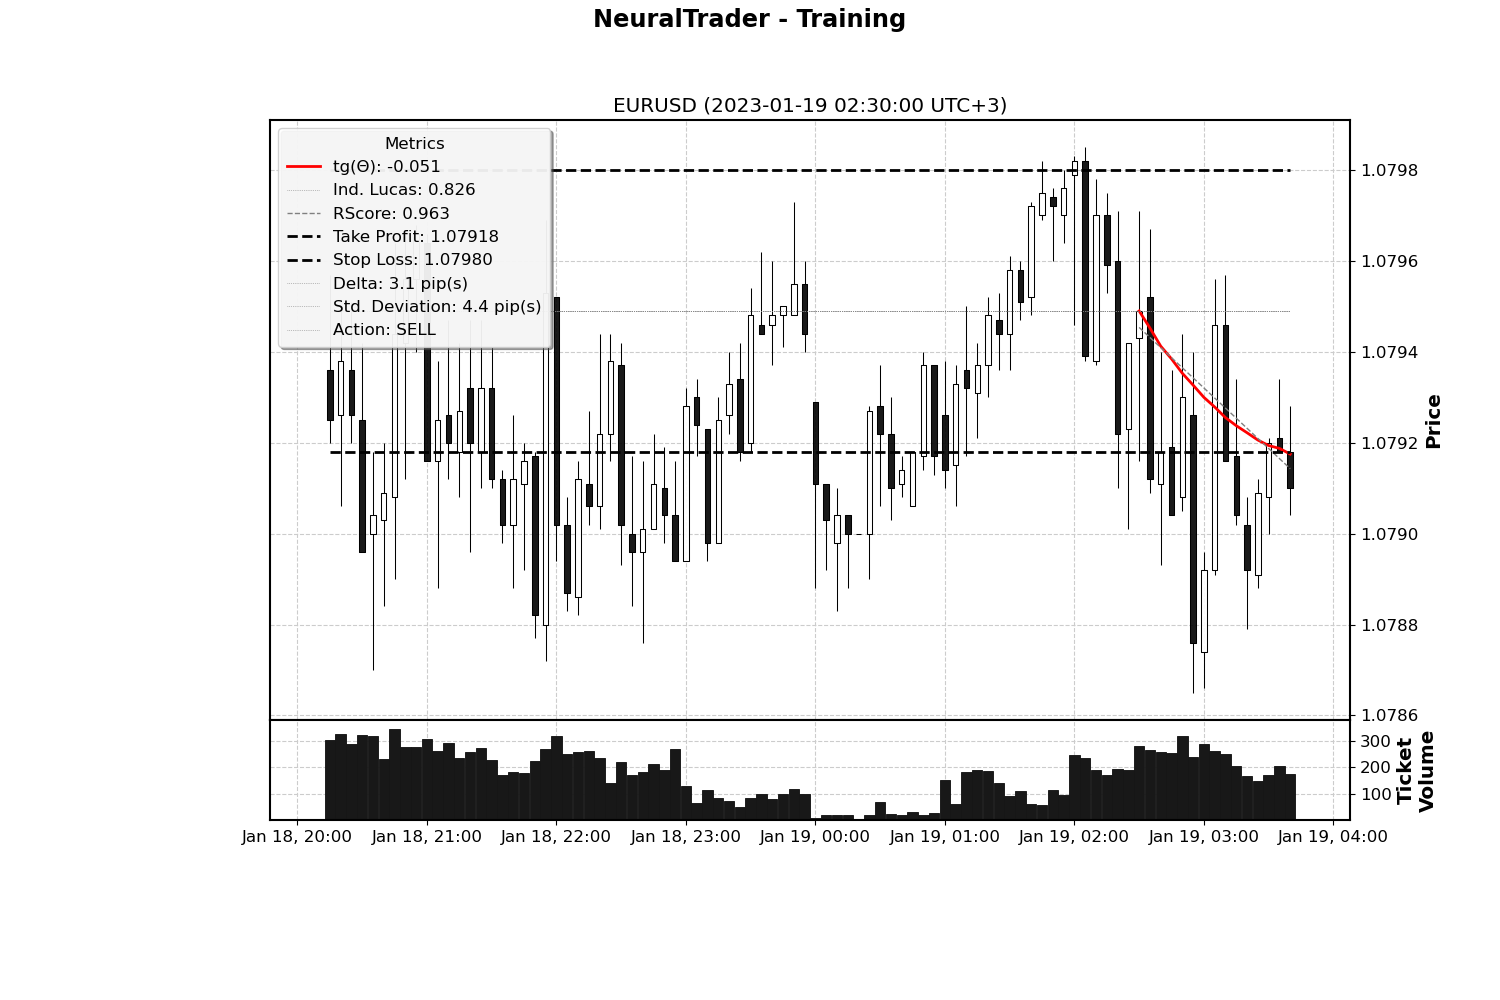 NeuralTrader - Training
EURUSD (2023-01-19 02:30:00 UTC+3)
Metrics
tg(Θ): -0.051
Ind. Lucas: 0.826
RScore: 0.963
Take Profit: 1.07918
Stop Loss: 1.07980
Delta: 3.1 pip(s)
Std. Deviation: 4.4 pip(s)
Action: SELL
1.0798
1.0796
1.0794
1.0792
1.0790
1.0788
1.0786
Price
300
200
100
Ticket
Volume
Jan 18, 20:00
Jan 18, 21:00
Jan 18, 22:00
Jan 18, 23:00
Jan 19, 00:00
Jan 19, 01:00
Jan 19, 02:00
Jan 19, 03:00
Jan 19, 04:00